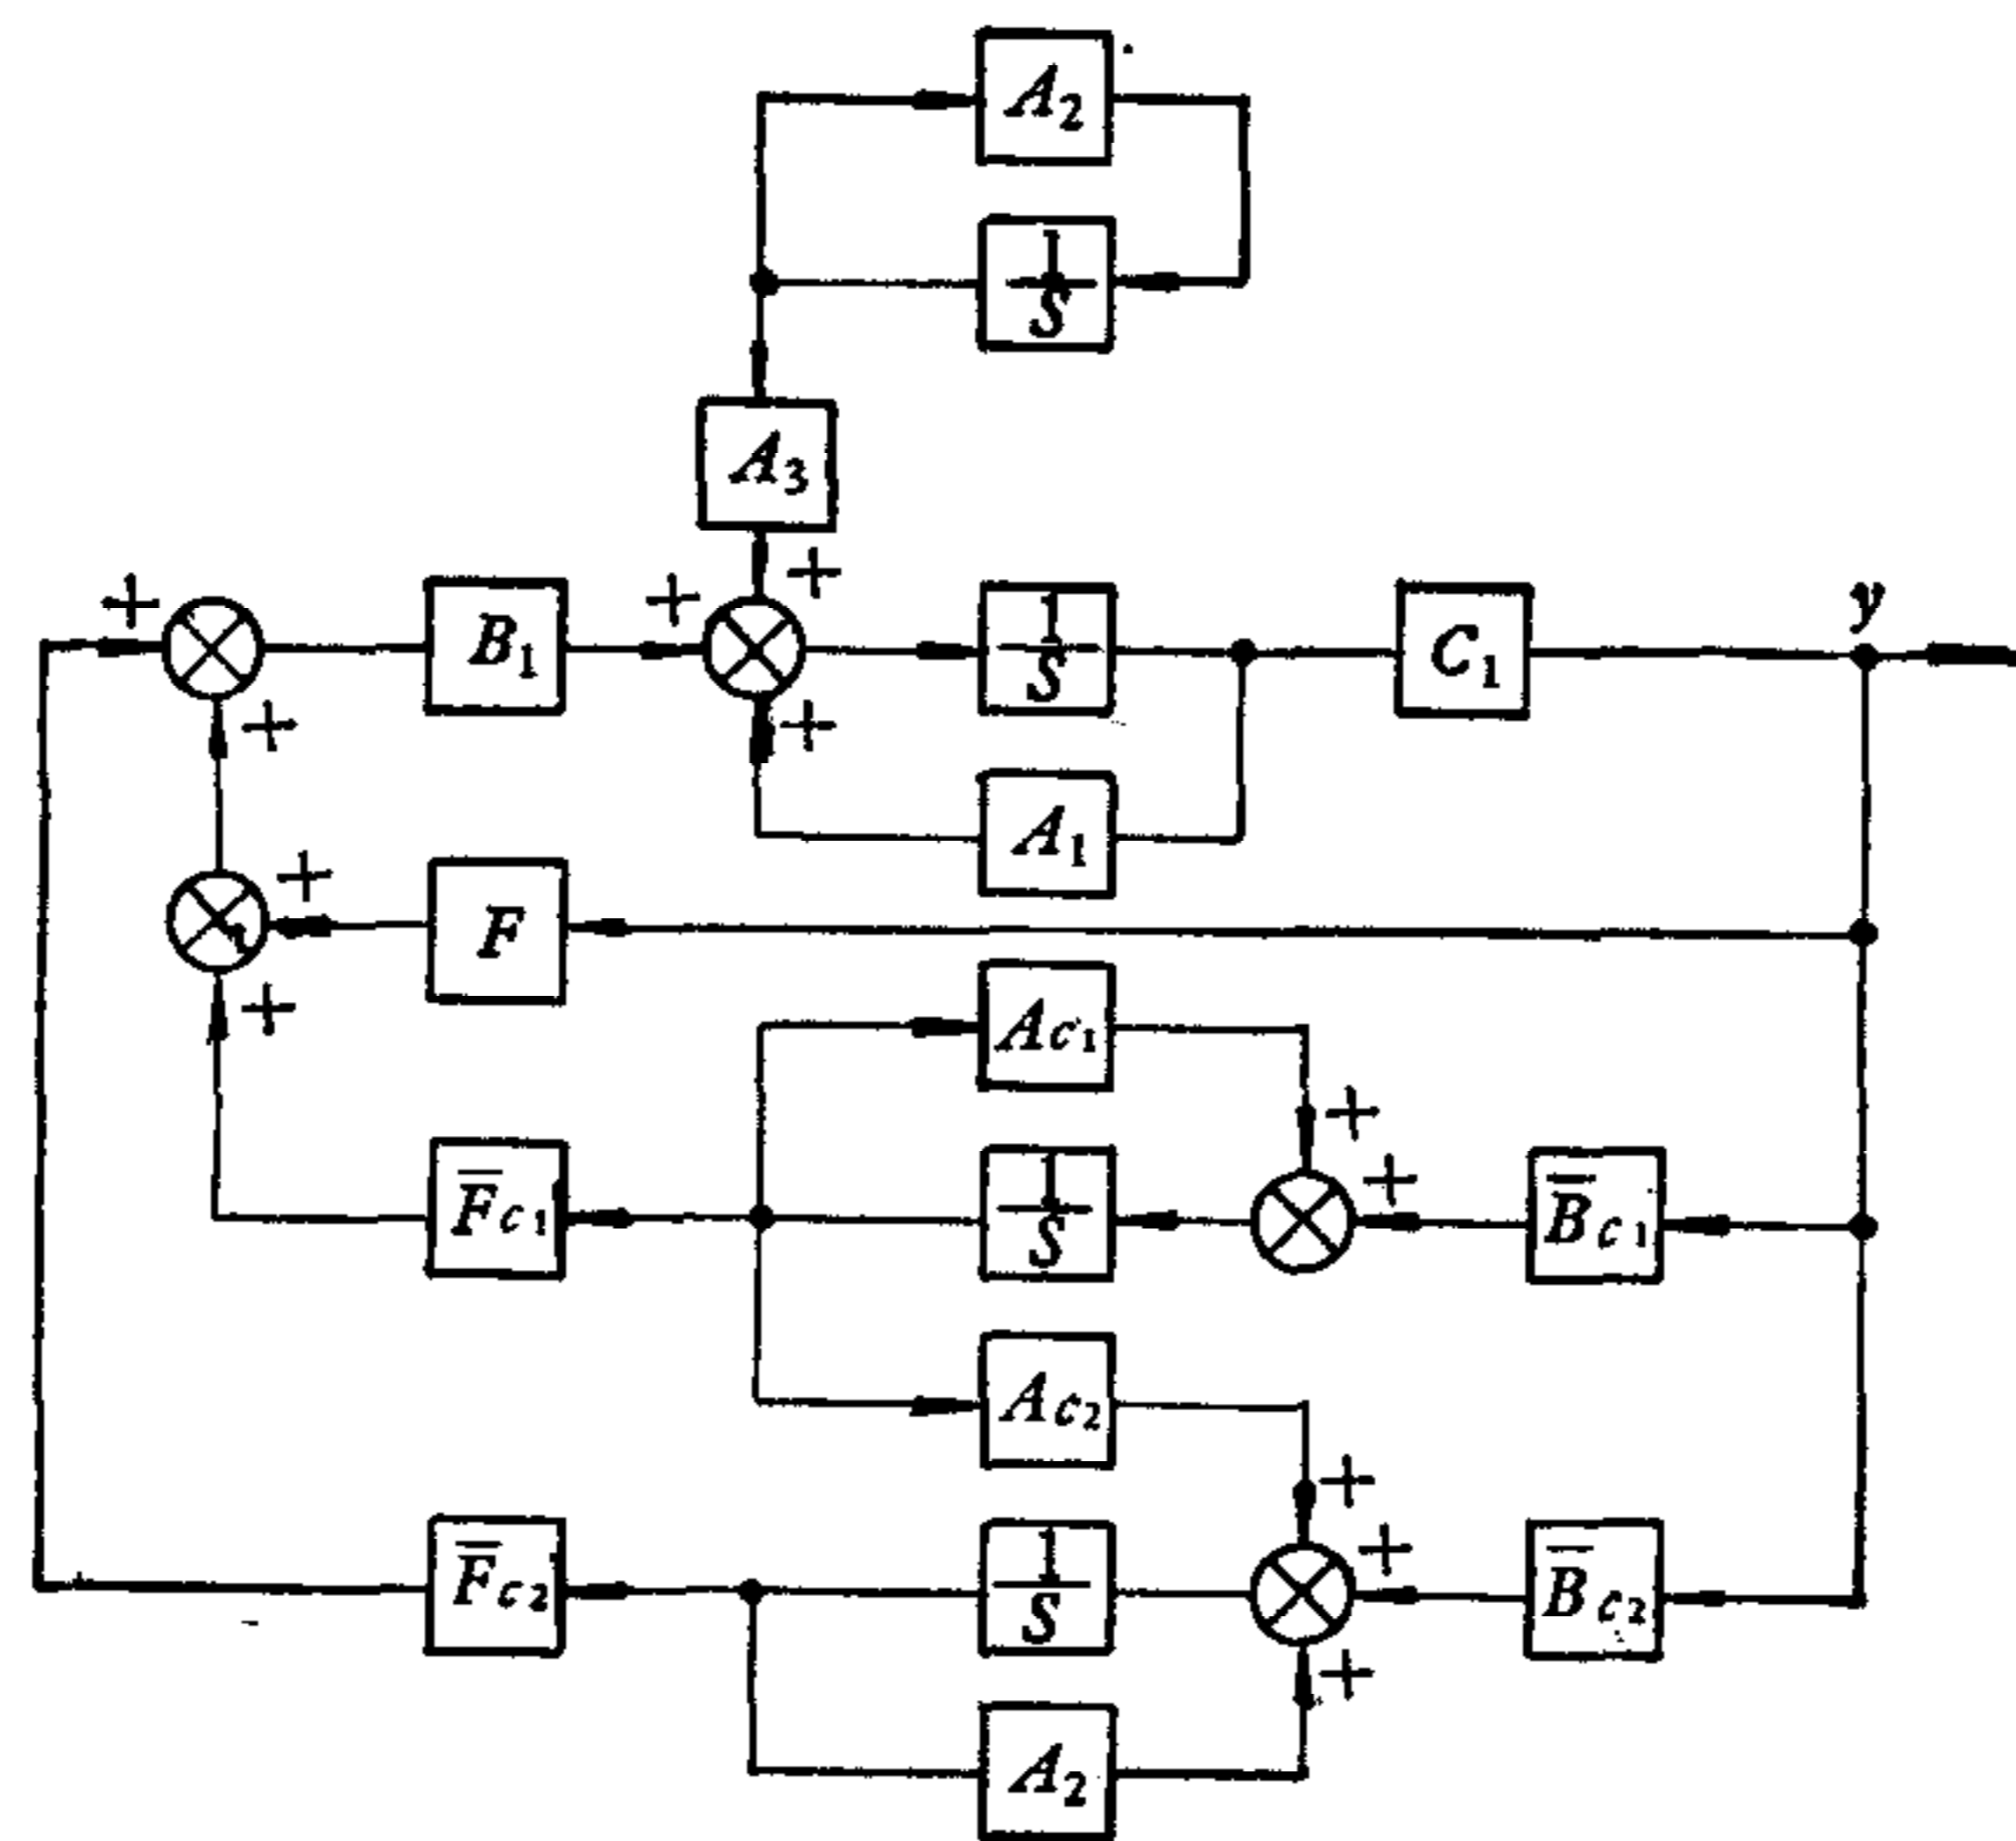 A2
1/S
A3
+
+ B1 + 1/S C1 y
+ +
A1
+
F
+
Ac1
+
F̅c1 1/S + B̅c1
Ac2
+
F̅c2 1/S + B̅c2
+
A2